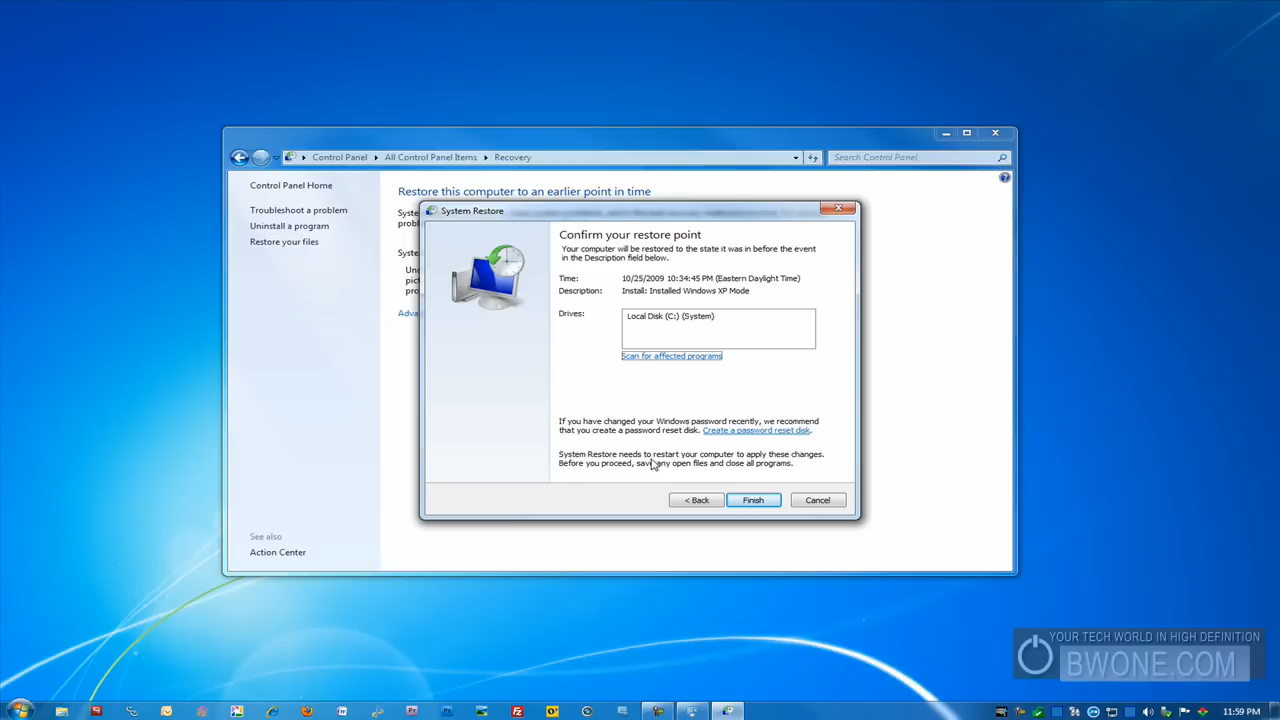 Control Panel
All Control Panel Items
Recovery
Search Control Panel
Control Panel Home
Troubleshoot a problem
Uninstall a program
Restore your files
See also
Action Center
Restore this computer to an earlier point in time
System Restore
Confirm your restore point
Your computer will be restored to the state it was in before the event
in the Description field below.
Time: 10/25/2009 10:34:45 PM (Eastern Daylight Time)
Description: Install: Installed Windows XP Mode
Drives: Local Disk (C:) (System)
Scan for affected programs
If you have changed your Windows password recently, we recommend
that you create a password reset disk. Create a password reset disk.
System Restore needs to restart your computer to apply these changes.
Before you proceed, save any open files and close all programs.
< Back
Finish
Cancel
YOUR TECH WORLD IN HIGH DEFINITION
BWONE.COM
11:59 PM